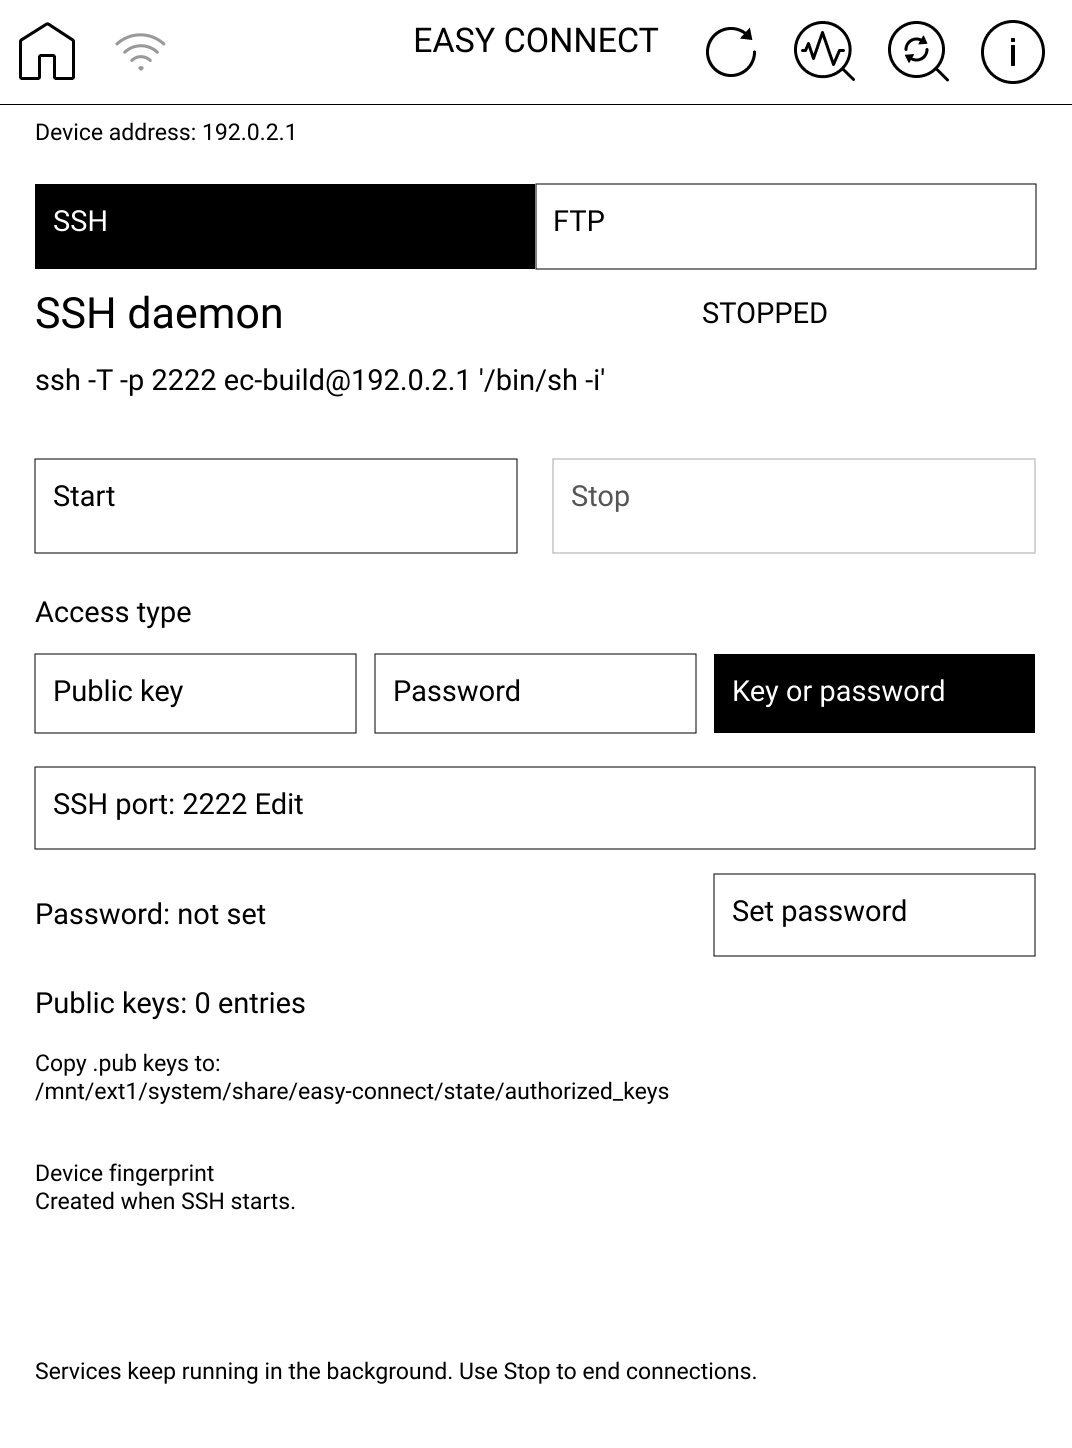 EASY CONNECT
Device address: 192.0.2.1
SSH
FTP
SSH daemon
STOPPED
ssh -T -p 2222 ec-build@192.0.2.1 '/bin/sh -i'
Start
Stop
Access type
Public key
Password
Key or password
SSH port: 2222 Edit
Password: not set
Set password
Public keys: 0 entries
Copy .pub keys to:
/mnt/ext1/system/share/easy-connect/state/authorized_keys
Device fingerprint
Created when SSH starts.
Services keep running in the background. Use Stop to end connections.